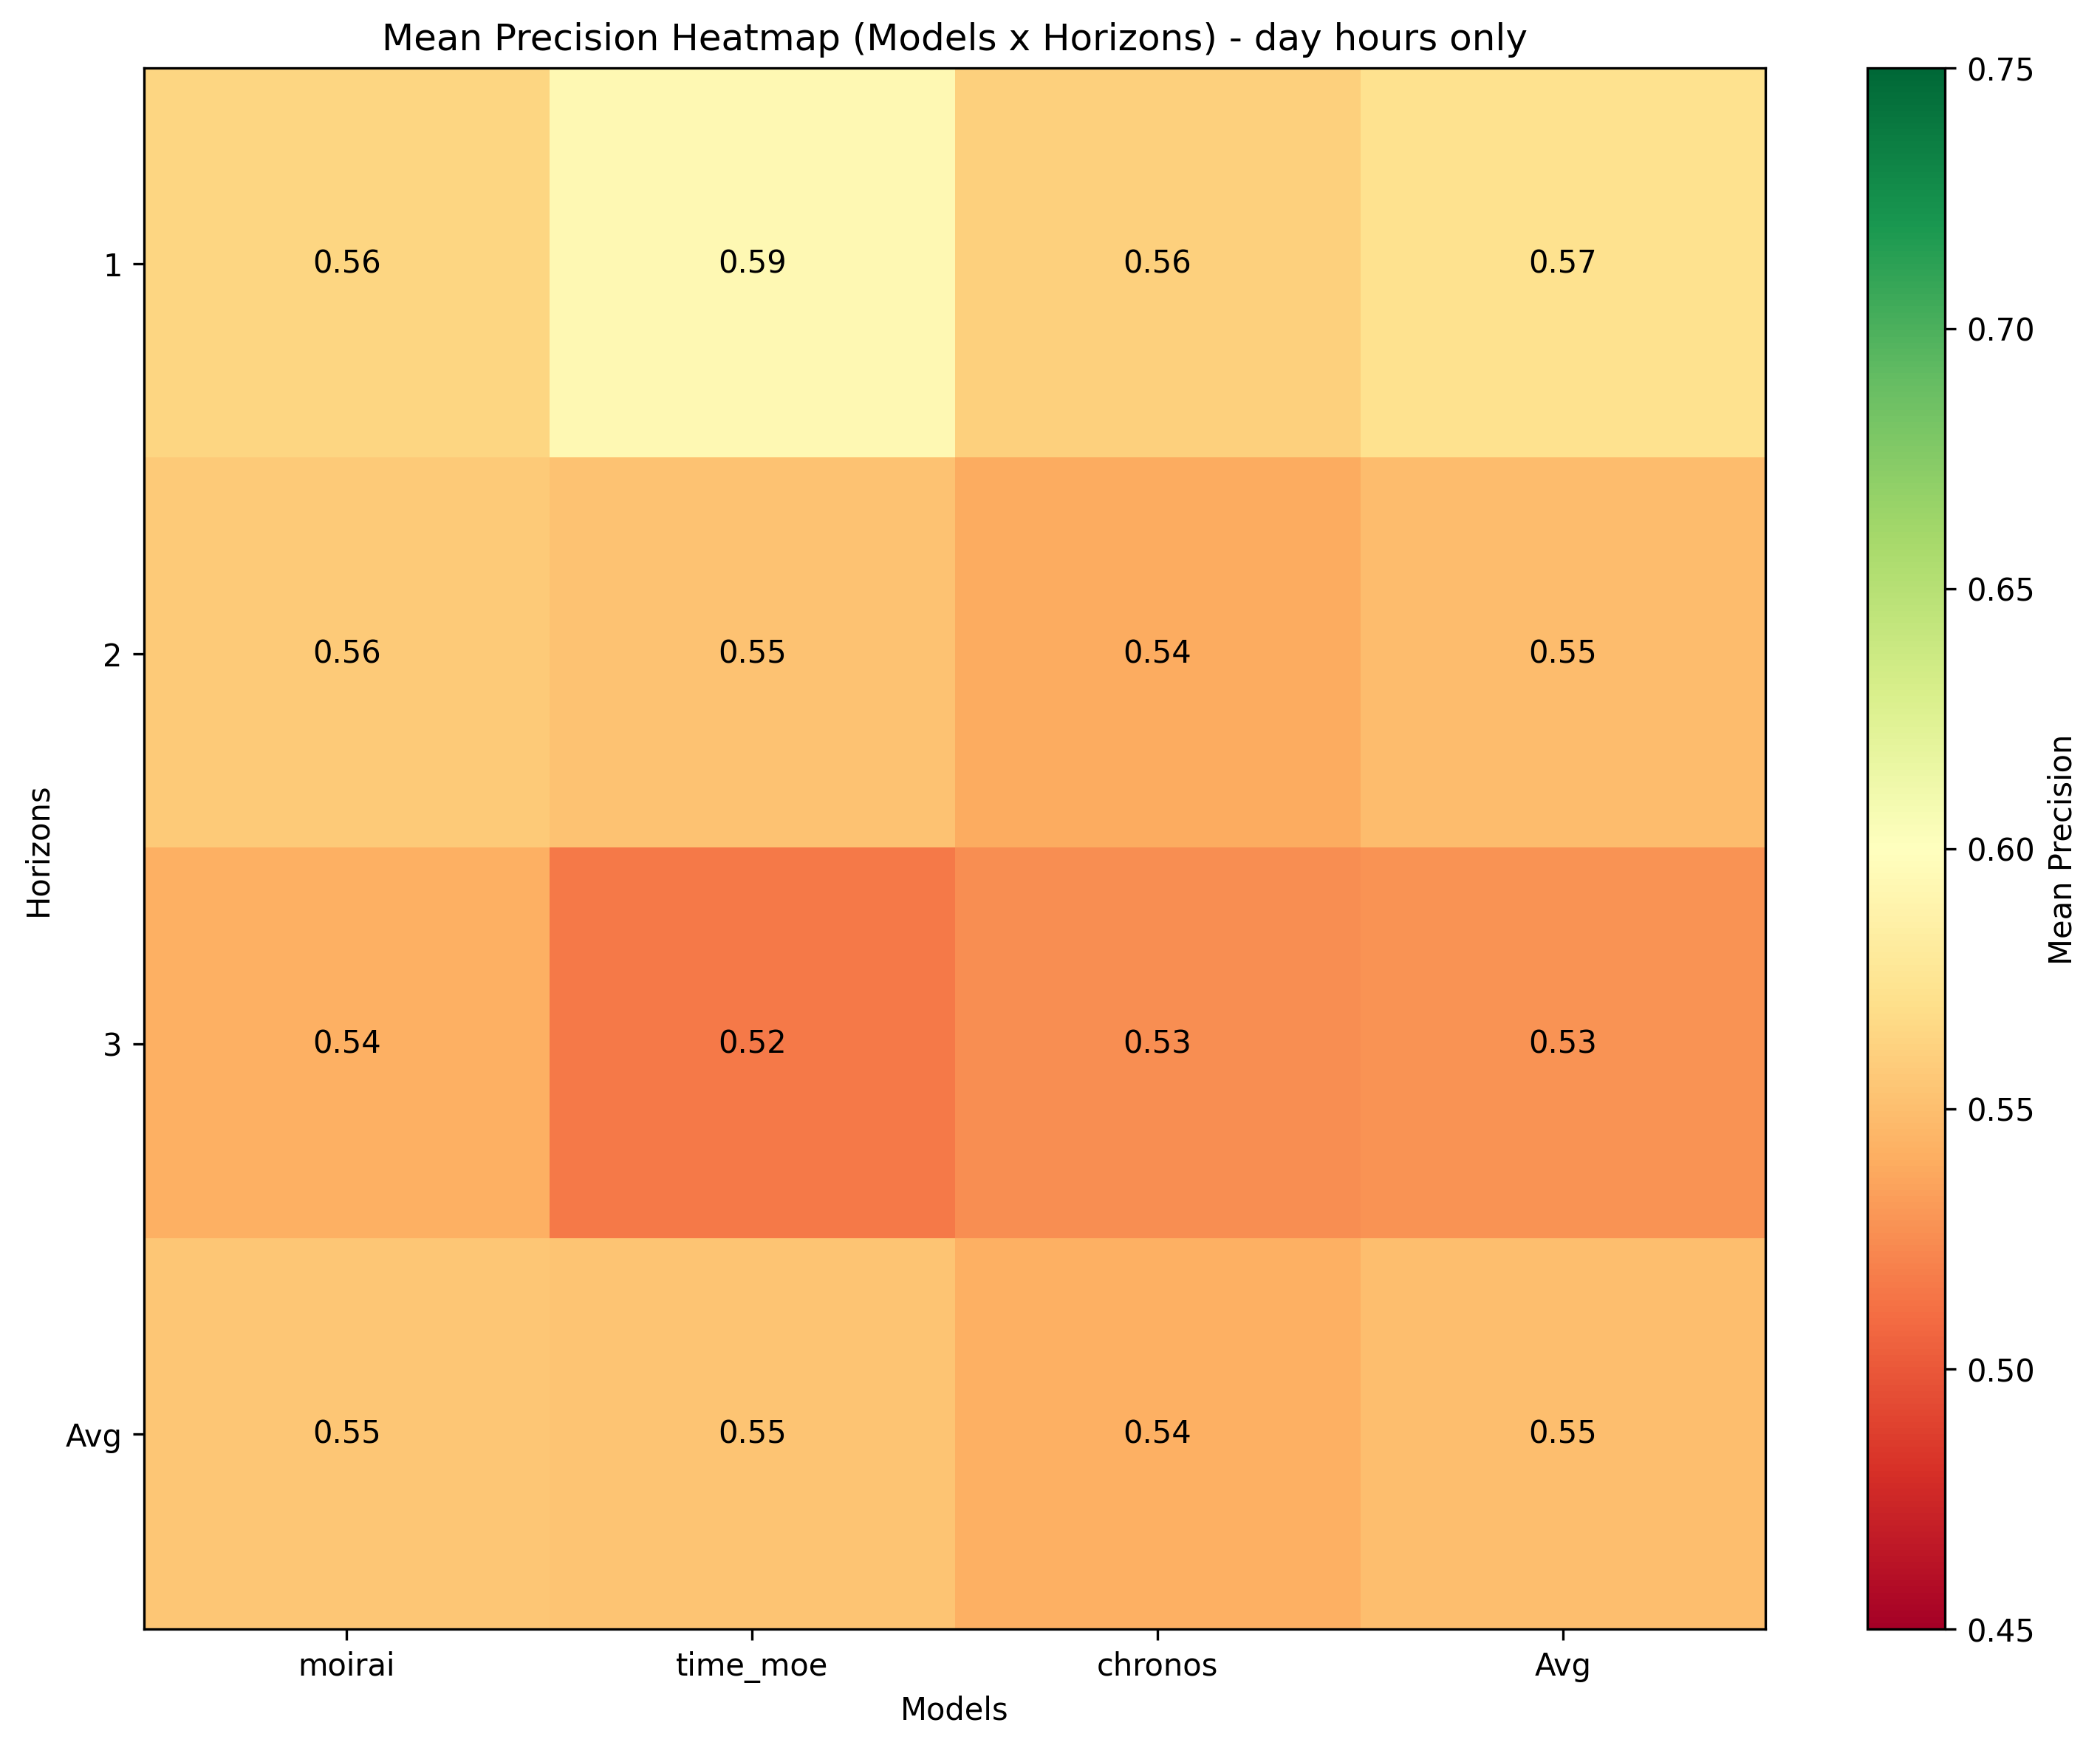 Mean Precision Heatmap (Models x Horizons) - day hours only
0.75
0.70
0.65
0.60
0.55
0.50
0.45
Mean Precision
Horizons
1
0.56
0.59
0.56
0.57
2
0.56
0.55
0.54
0.55
3
0.54
0.52
0.53
0.53
Avg
0.55
0.55
0.54
0.55
moirai
time_moe
chronos
Avg
Models